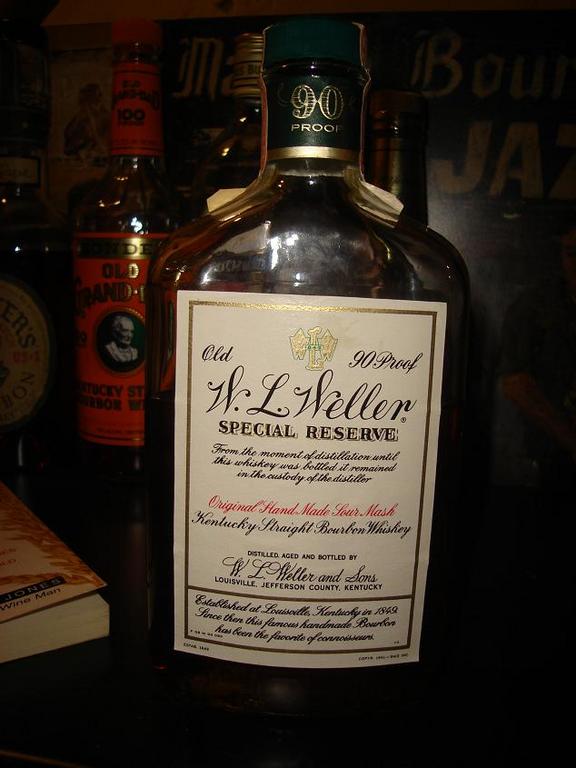 90
PROOF
Old 90 Proof
W. L. Weller
SPECIAL RESERVE
From the moment of distillation until
this whiskey was bottled it remained
in the custody of the distiller
Original Hand Made Sour Mash
Kentucky Straight Bourbon Whiskey
DISTILLED, AGED AND BOTTLED BY
W. L. Weller and Sons
LOUISVILLE, JEFFERSON COUNTY, KENTUCKY
Established at Louisville, Kentucky in 1849.
Since then this famous handmade Bourbon
has been the favorite of connoisseurs.
100
OLD
Bour
JAZ
JONES
Wine Man